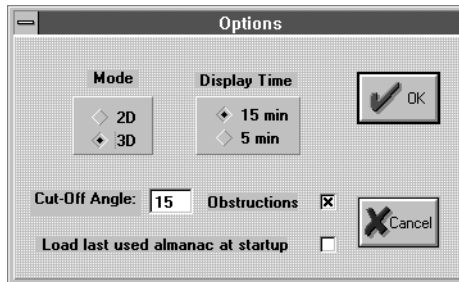 Options
Mode
2D
3D
Display Time
15 min
5 min
OK
Cut-Off Angle: 15
Obstructions
Load last used almanac at startup
Cancel